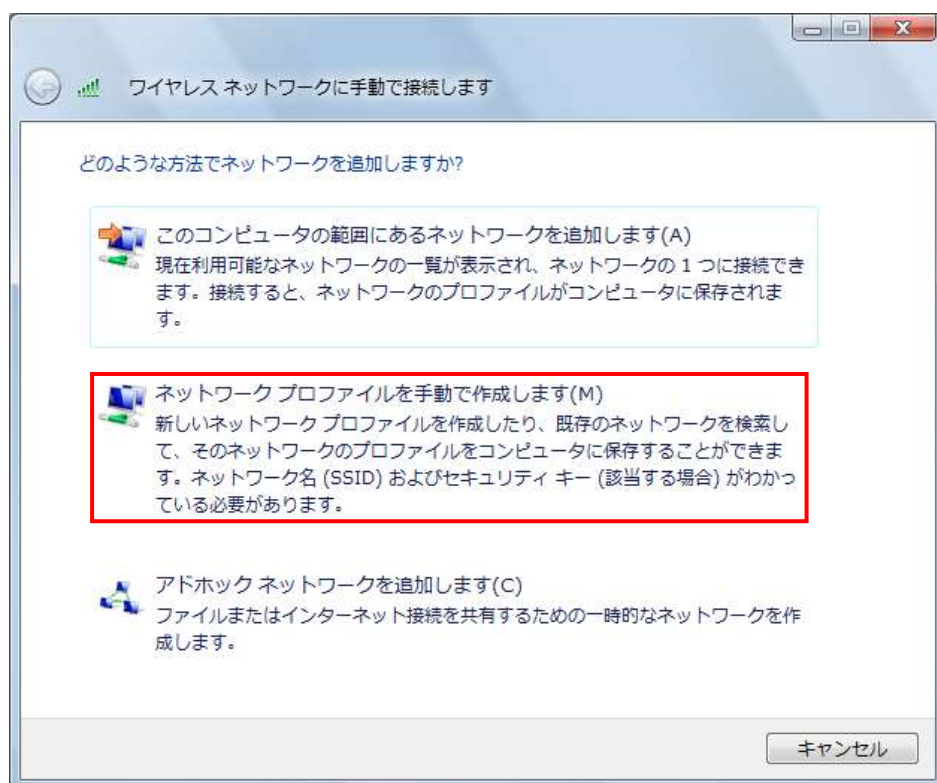 ワイヤレス ネットワークに手動で接続します
どのような方法でネットワークを追加しますか?
このコンピュータの範囲にあるネットワークを追加します(A)
現在利用可能なネットワークの一覧が表示され、ネットワークの 1 つに接続でき
ます。接続すると、ネットワークのプロファイルがコンピュータに保存されま
す。
ネットワーク プロファイルを手動で作成します(M)
新しいネットワーク プロファイルを作成したり、既存のネットワークを検索し
て、そのネットワークのプロファイルをコンピュータに保存することができま
す。ネットワーク名 (SSID) およびセキュリティ キー (該当する場合) がわかっ
ている必要があります。
アドホック ネットワークを追加します(C)
ファイルまたはインターネット接続を共有するための一時的なネットワークを作
成します。
キャンセル